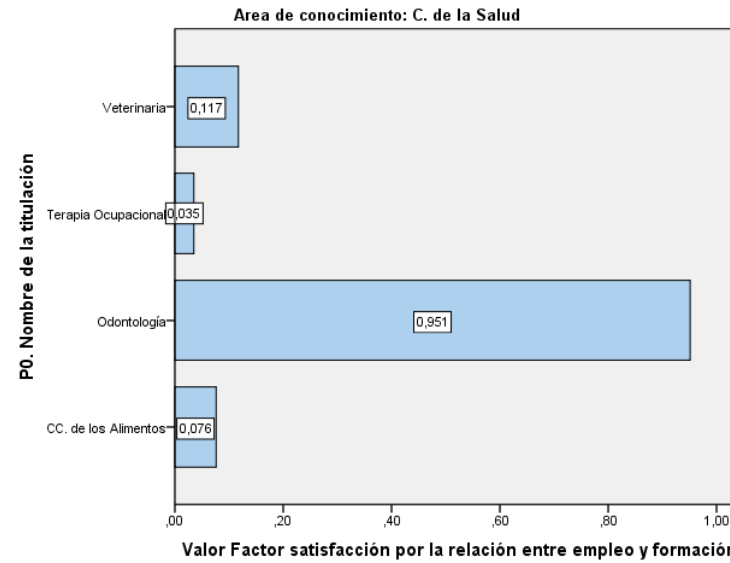 Area de conocimiento: C. de la Salud
P0. Nombre de la titulación
Veterinaria
0,117
Terapia Ocupacional
0,035
Odontología
0,951
CC. de los Alimentos
0,076
,00 ,20 ,40 ,60 ,80 1,00
Valor Factor satisfacción por la relación entre empleo y formación